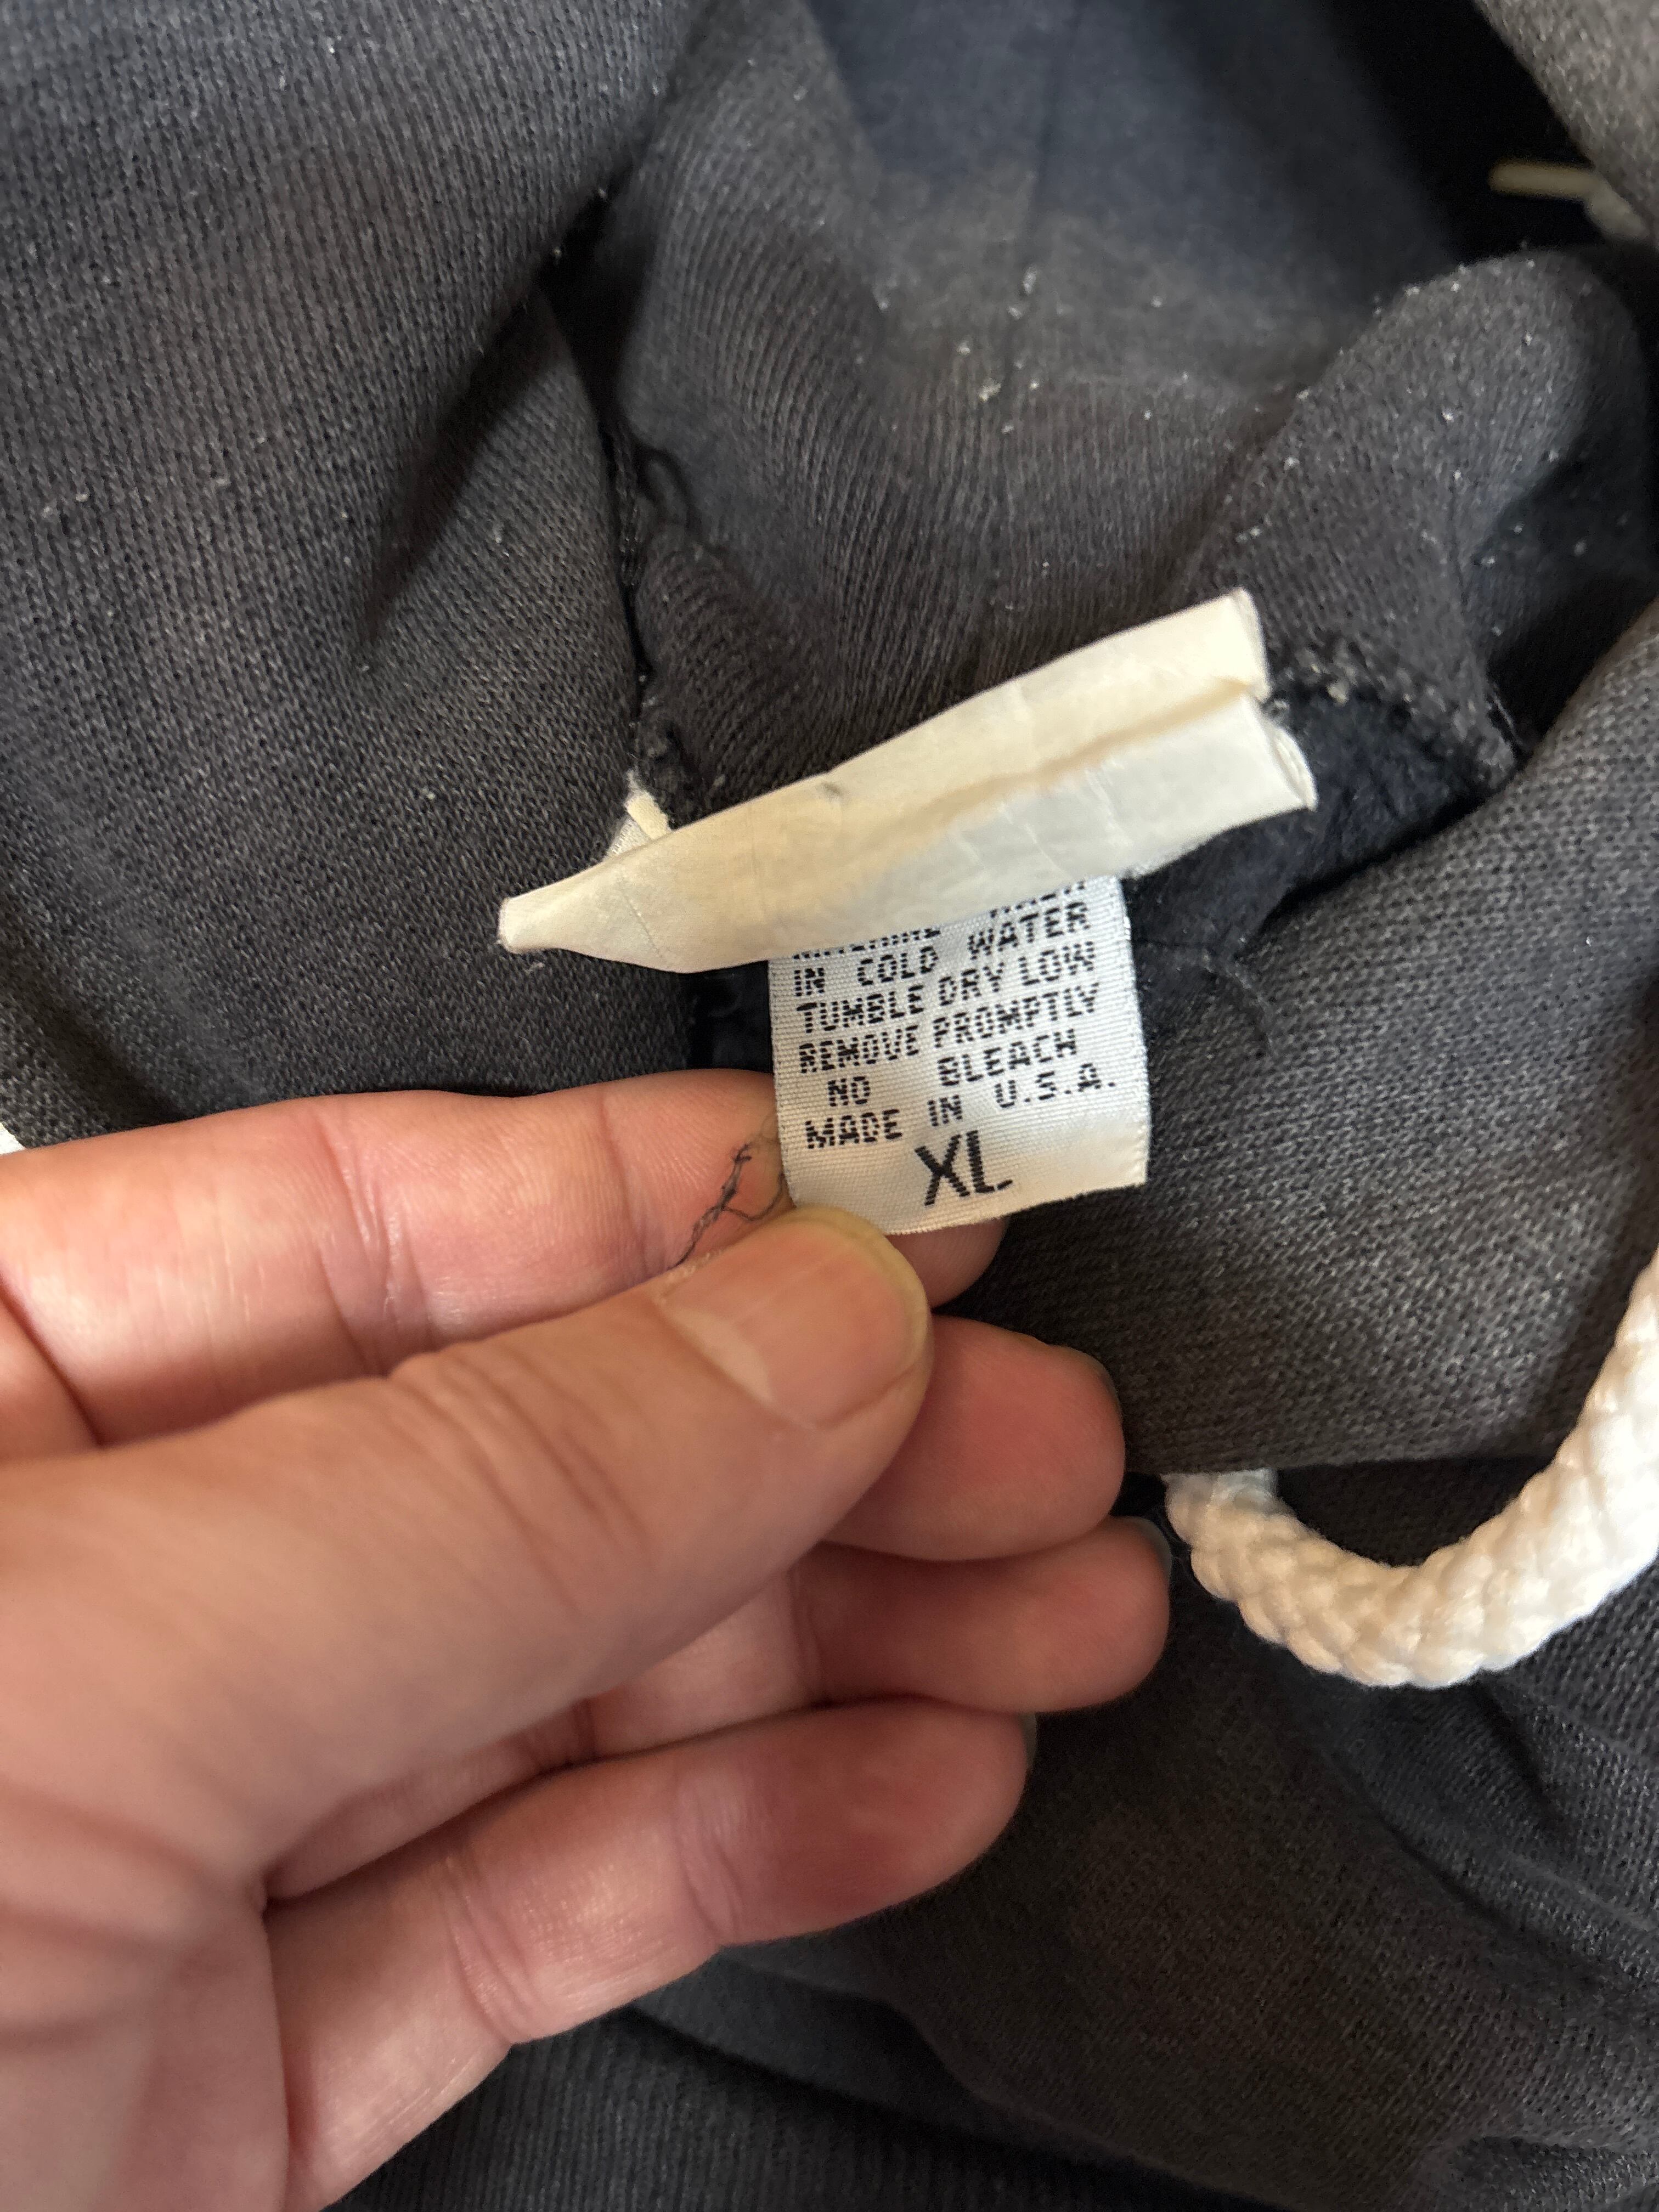 IN COLD WATER
TUMBLE DRY LOW
REMOVE PROMPTLY
NO BLEACH
MADE IN U.S.A.
XL